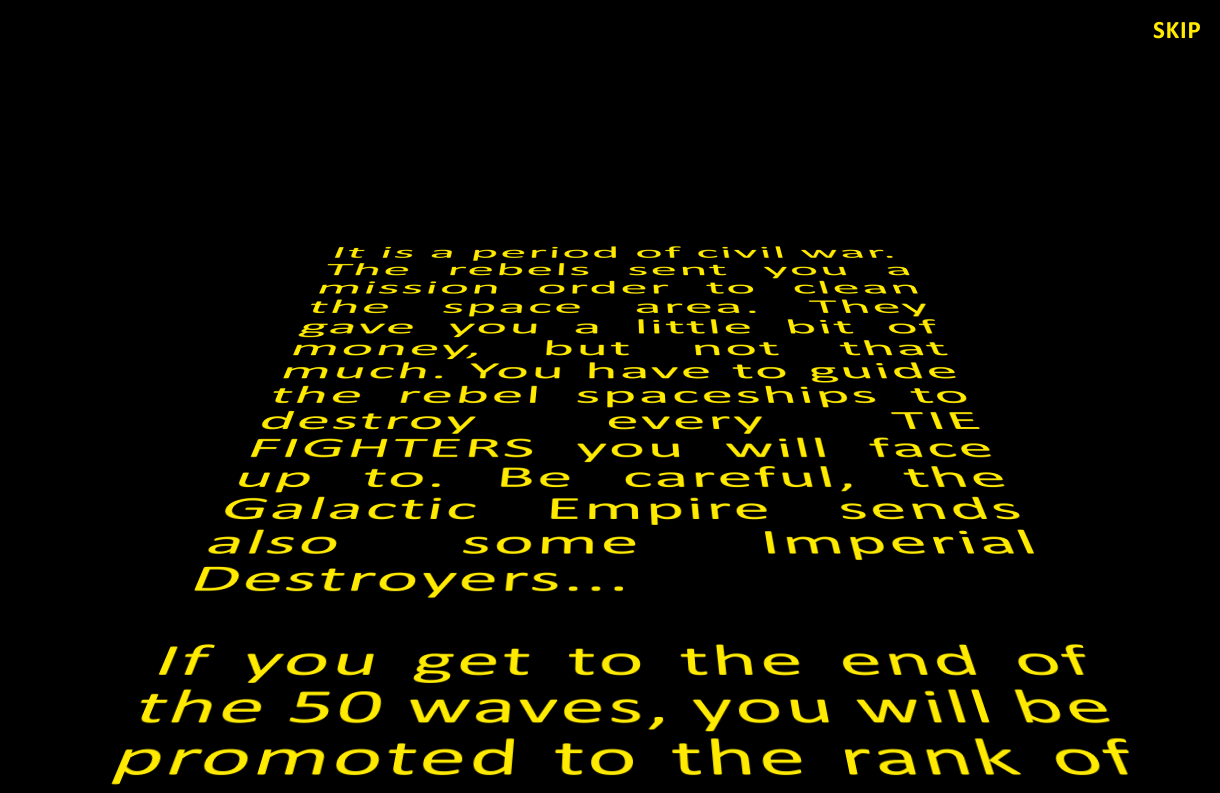 SKIP
It is a period of civil war.
The rebels sent you a
mission order to clean
the space area. They
gave you a little bit of
money, but not that
much. You have to guide
the rebel spaceships to
destroy every TIE
FIGHTERS you will face
up to. Be careful, the
Galactic Empire sends
also some Imperial
Destroyers...
If you get to the end of
the 50 waves, you will be
promoted to the rank of